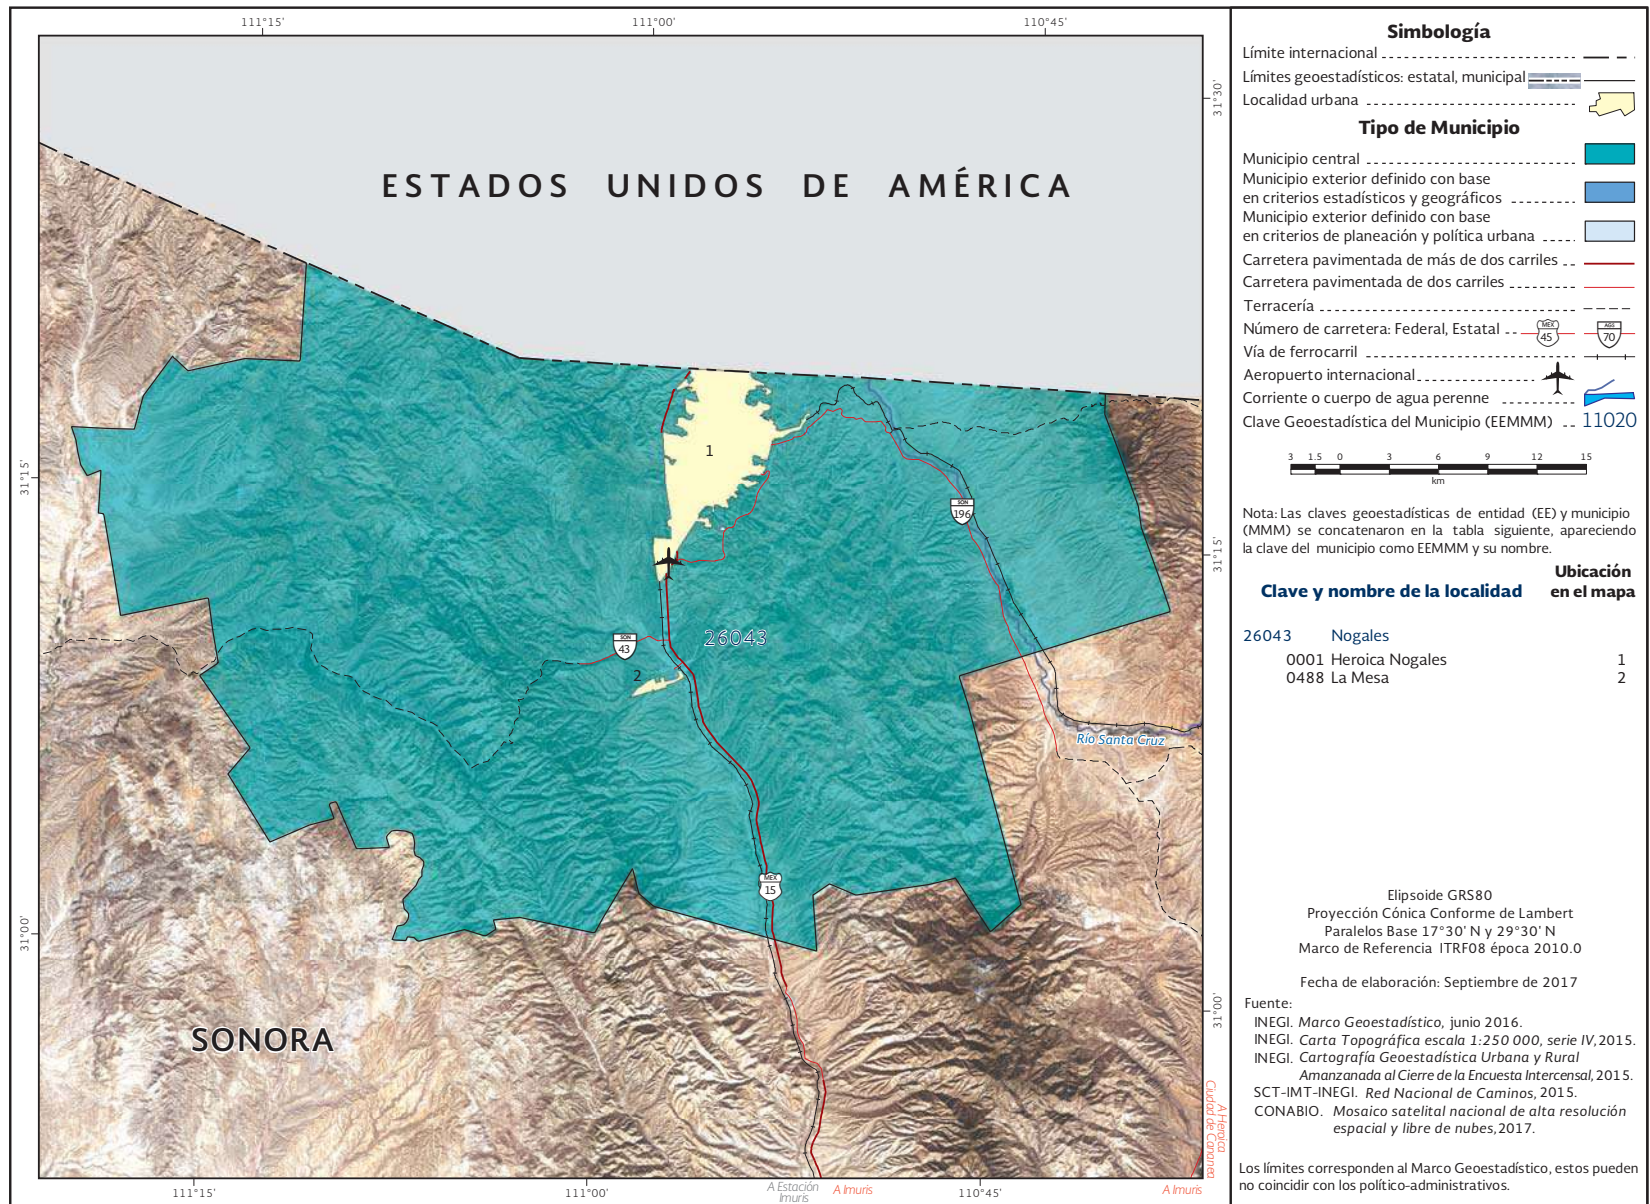 111°15'
111°00'
110°45'
31°30'
31°15'
31°15'
31°00'
31°00'
ESTADOS UNIDOS DE AMÉRICA
1
SON
196
SON
43
26043
2
Río Santa Cruz
MEX
15
SONORA
A Heroica
Ciudad de Cananea
111°15'
111°00'
110°45'
A Estación
Imuris
A Imuris
A Imuris
Simbología
Límite internacional
Límites geoestadísticos: estatal, municipal
Localidad urbana
Tipo de Municipio
Municipio central
Municipio exterior definido con base
en criterios estadísticos y geográficos
Municipio exterior definido con base
en criterios de planeación y política urbana
Carretera pavimentada de más de dos carriles
Carretera pavimentada de dos carriles
Terracería
Número de carretera: Federal, Estatal
MEX
45
AGS
70
Vía de ferrocarril
Aeropuerto internacional
Corriente o cuerpo de agua perenne
Clave Geoestadística del Municipio (EEMMM) 11020
3 1.5 0 3 6 9 12 15
km
Nota: Las claves geoestadísticas de entidad (EE) y municipio
(MMM) se concatenaron en la tabla siguiente, apareciendo
la clave del municipio como EEMMM y su nombre.
Clave y nombre de la localidad
Ubicación
en el mapa
26043 Nogales
0001 Heroica Nogales 1
0488 La Mesa 2
Elipsoide GRS80
Proyección Cónica Conforme de Lambert
Paralelos Base 17°30' N y 29°30' N
Marco de Referencia ITRF08 época 2010.0
Fecha de elaboración: Septiembre de 2017
Fuente:
INEGI. Marco Geoestadístico, junio 2016.
INEGI. Carta Topográfica escala 1:250 000, serie IV, 2015.
INEGI. Cartografía Geoestadística Urbana y Rural
Amanzanada al Cierre de la Encuesta Intercensal, 2015.
SCT-IMT-INEGI. Red Nacional de Caminos, 2015.
CONABIO. Mosaico satelital nacional de alta resolución
espacial y libre de nubes, 2017.
Los límites corresponden al Marco Geoestadístico, estos pueden
no coincidir con los político-administrativos.